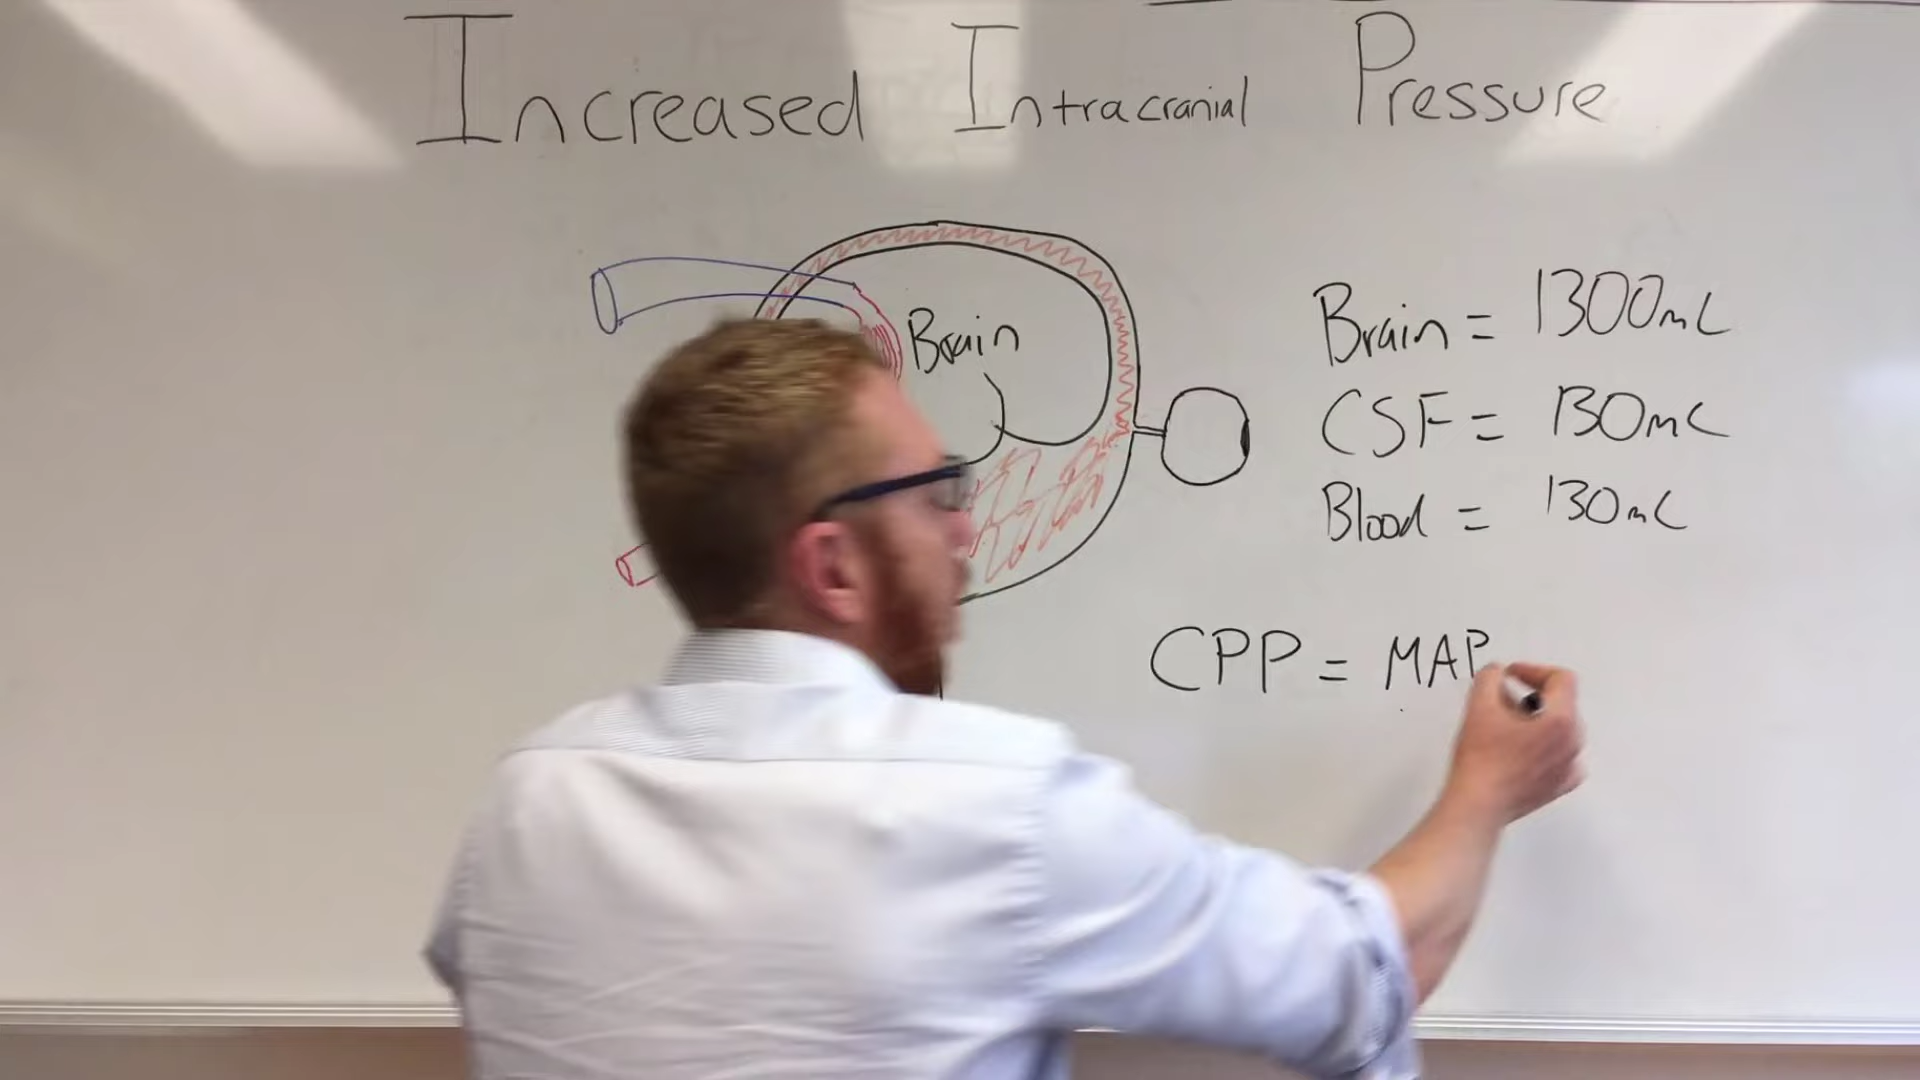 Increased Intracranial Pressure
Brain
Brain = 1300mL
CSF = 130mL
Blood = 130mL
CPP = MAP